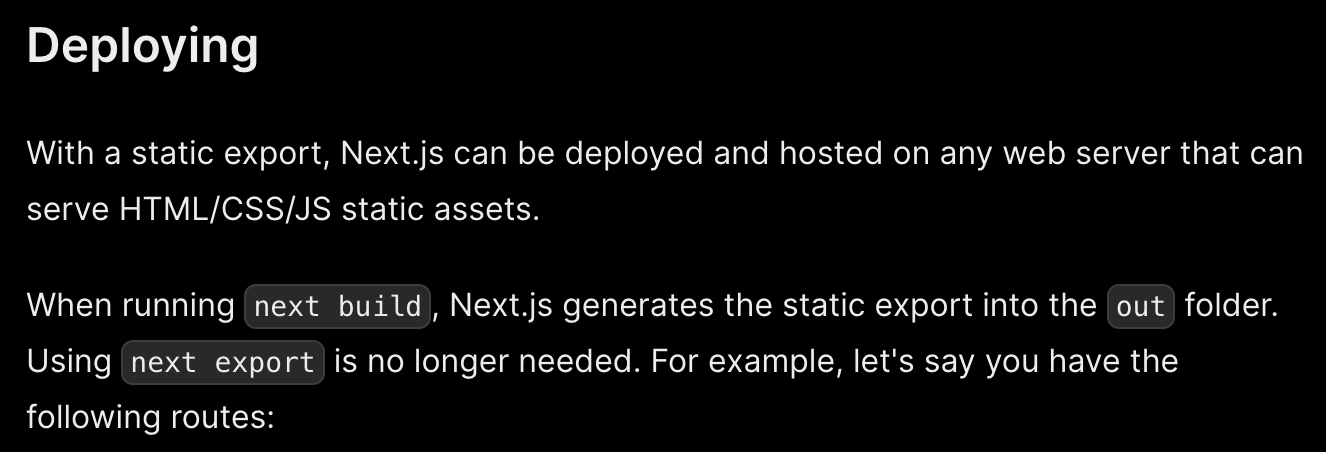 Deploying
With a static export, Next.js can be deployed and hosted on any web server that can
serve HTML/CSS/JS static assets.
When running next build, Next.js generates the static export into the out folder.
Using next export is no longer needed. For example, let's say you have the
following routes: